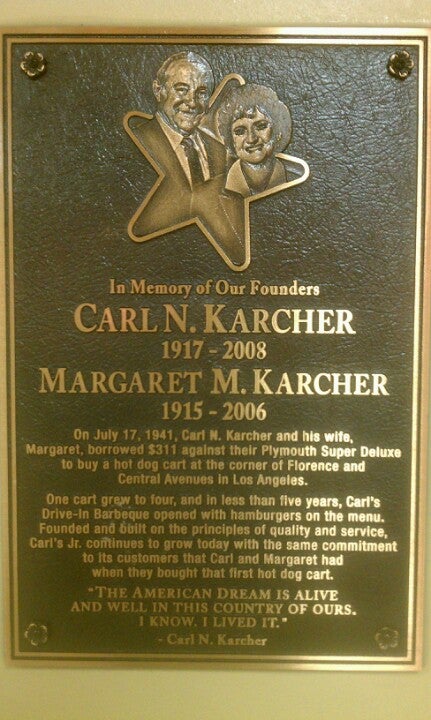 In Memory of Our Founders
CARL N. KARCHER
1917 - 2008
MARGARET M. KARCHER
1915 - 2006
On July 17, 1941, Carl N. Karcher and his wife,
Margaret, borrowed $311 against their Plymouth Super Deluxe
to buy a hot dog cart at the corner of Florence and
Central Avenues in Los Angeles.
One cart grew to four, and in less than five years, Carl's
Drive-In Barbeque opened with hamburgers on the menu.
Founded and built on the principles of quality and service,
Carl's Jr. continues to grow today with the same commitment
to its customers that Carl and Margaret had
when they bought that first hot dog cart.
"THE AMERICAN DREAM IS ALIVE
AND WELL IN THIS COUNTRY OF OURS.
I KNOW. I LIVED IT."
- Carl N. Karcher